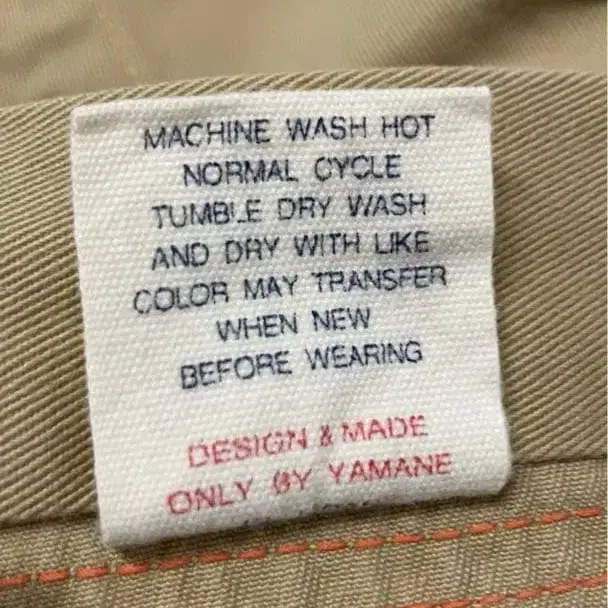 MACHINE WASH HOT
NORMAL CYCLE
TUMBLE DRY WASH
AND DRY WITH LIKE
COLOR MAY TRANSFER
WHEN NEW
BEFORE WEARING
DESIGN & MADE
ONLY BY YAMANE